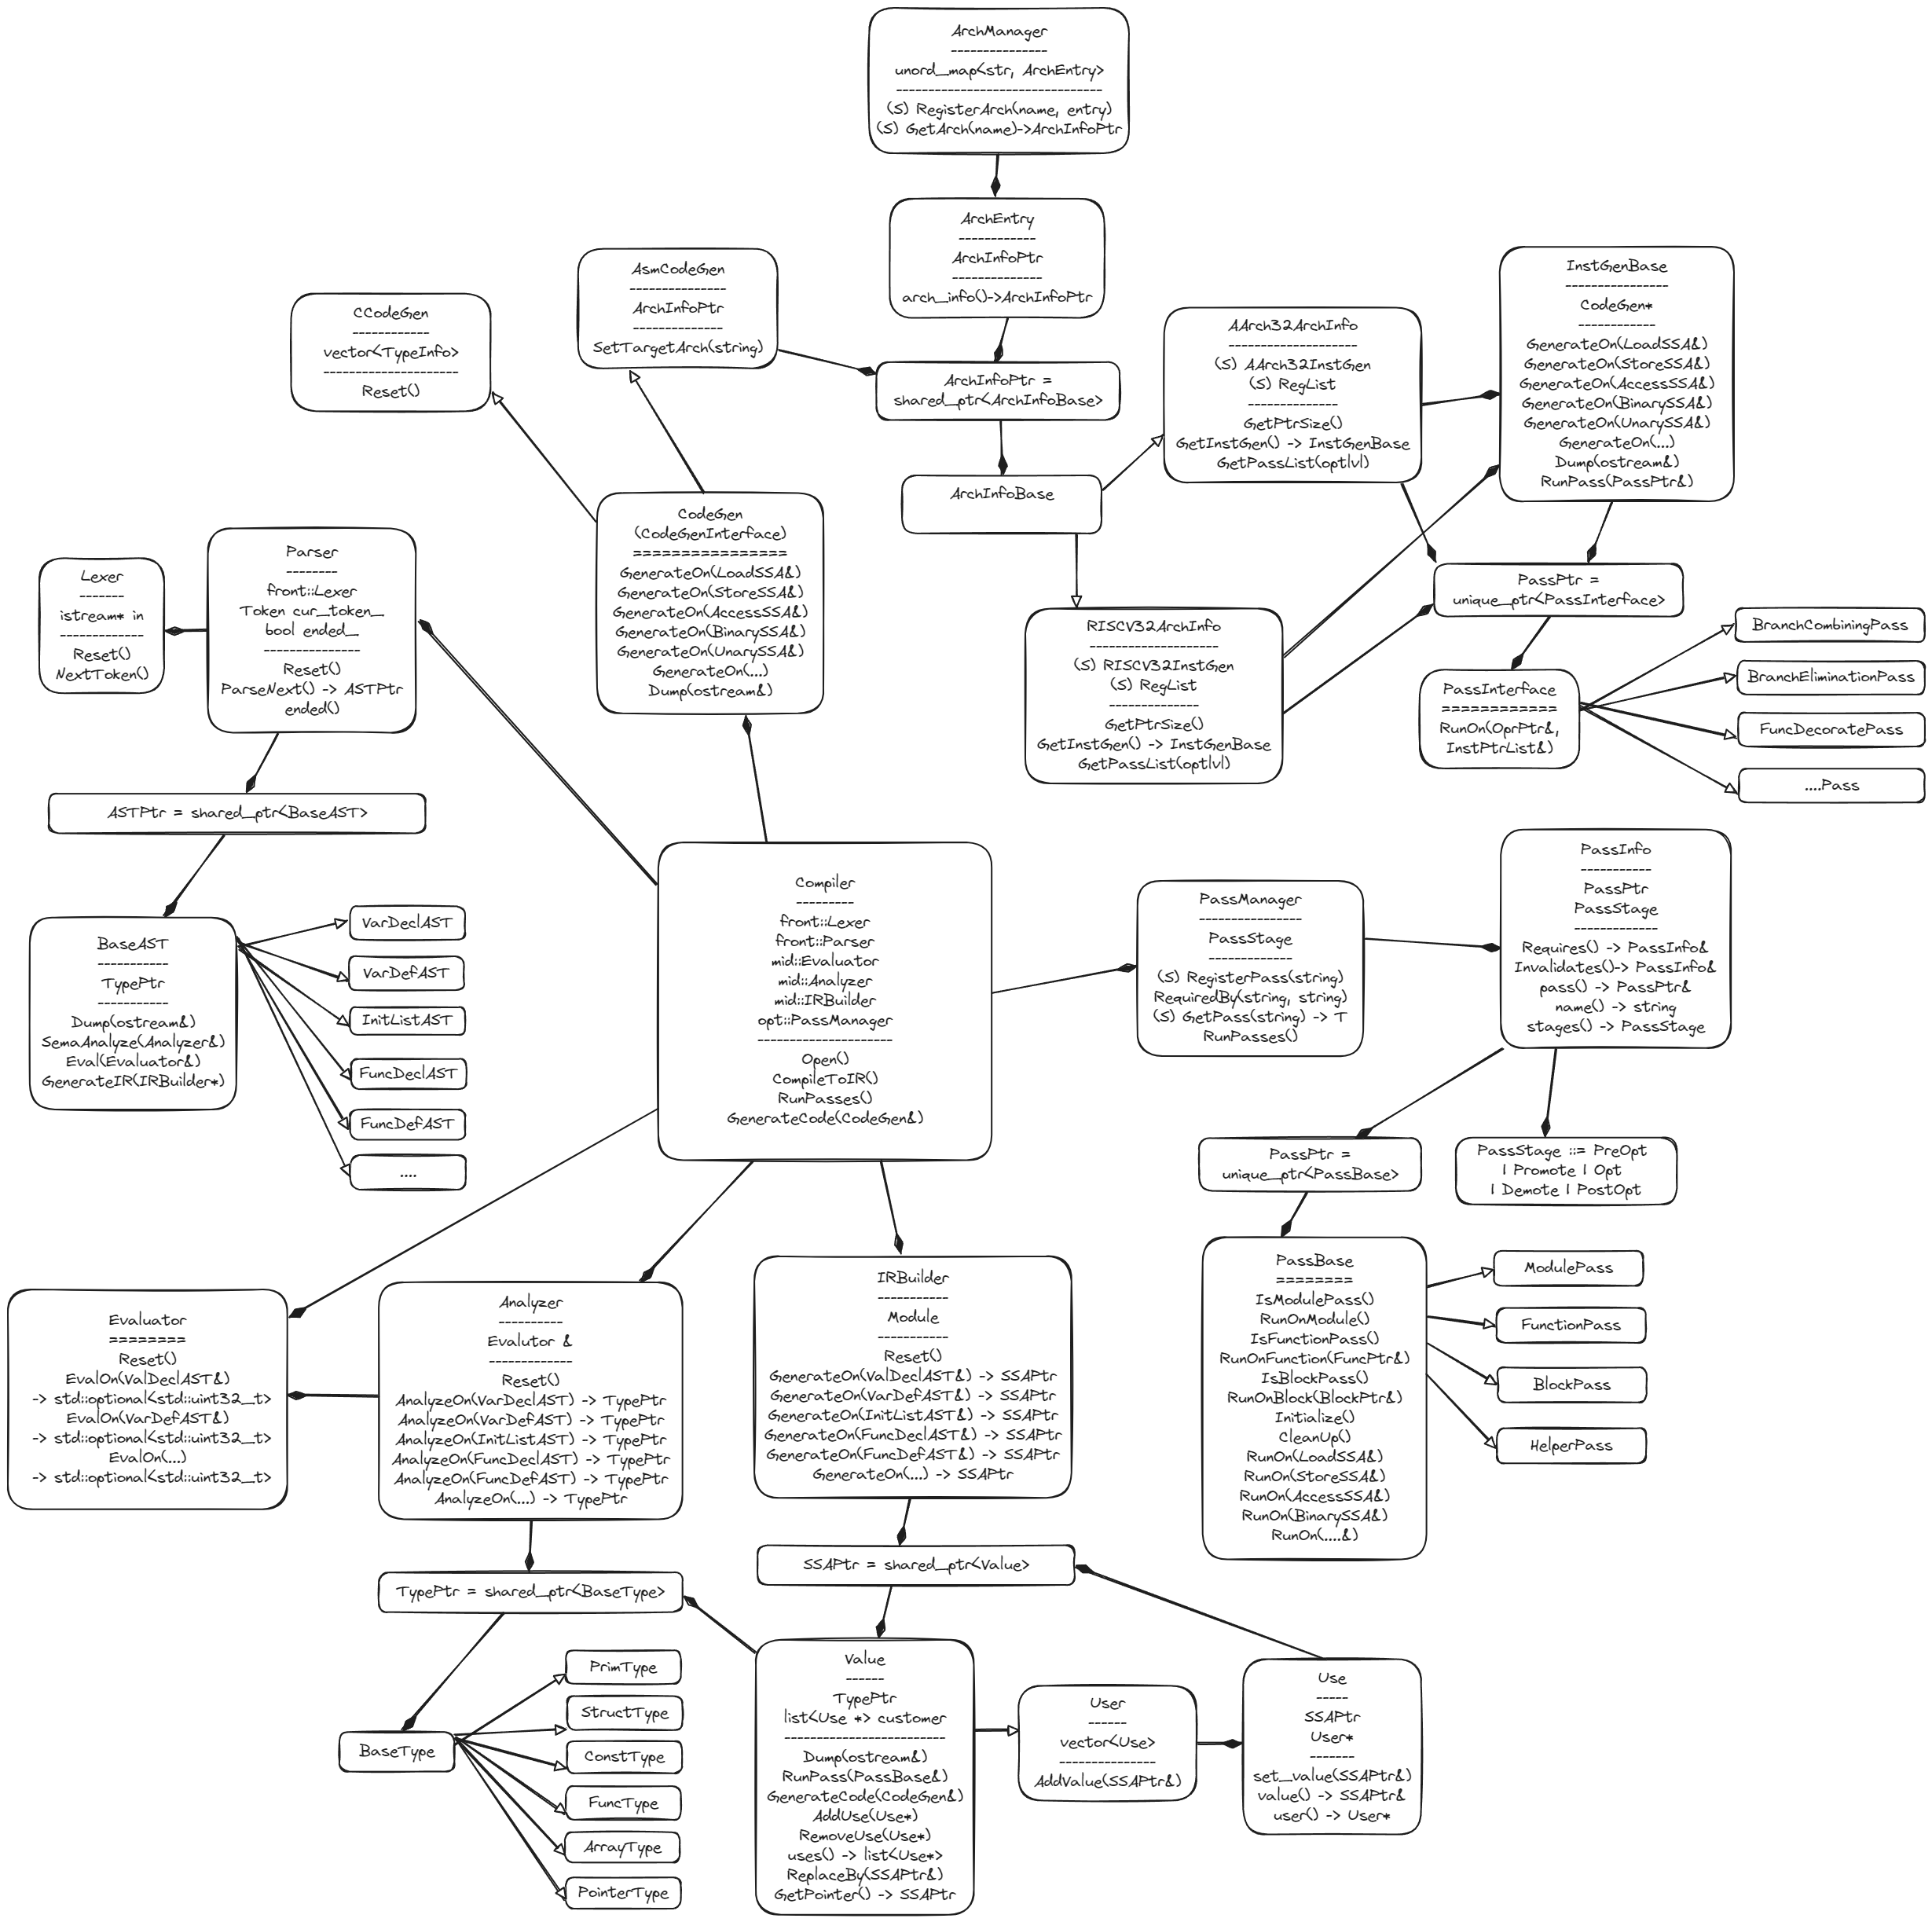 ArchManager
---------------
unord_map<str, ArchEntry>
--------------------------------
(S) RegisterArch(name, entry)
(S) GetArch(name)->ArchInfoPtr
ArchEntry
------------
ArchInfoPtr
--------------
arch_info()->ArchInfoPtr
AsmCodeGen
---------------
ArchInfoPtr
--------------
SetTargetArch(string)
CCodeGen
------------
vector<TypeInfo>
---------------------
Reset()
ArchInfoPtr =
shared_ptr<ArchInfoBase>
ArchInfoBase
AArch32ArchInfo
--------------------
(S) AArch32InstGen
(S) RegList
--------------
GetPtrSize()
GetInstGen() -> InstGenBase
GetPassList(optlvl)
InstGenBase
----------------
CodeGen*
------------
GenerateOn(LoadSSA&)
GenerateOn(StoreSSA&)
GenerateOn(AccessSSA&)
GenerateOn(BinarySSA&)
GenerateOn(UnarySSA&)
GenerateOn(...)
Dump(ostream&)
RunPass(PassPtr&)
CodeGen
(CodeGenInterface)
================
GenerateOn(LoadSSA&)
GenerateOn(StoreSSA&)
GenerateOn(AccessSSA&)
GenerateOn(BinarySSA&)
GenerateOn(UnarySSA&)
GenerateOn(...)
Dump(ostream&)
Parser
--------
front::Lexer
Token cur_token_
bool ended_
---------------
Reset()
ParseNext() -> ASTPtr
ended()
Lexer
-------
istream* in
-------------
Reset()
NextToken()
RISCV32ArchInfo
--------------------
(S) RISCV32InstGen
(S) RegList
--------------
GetPtrSize()
GetInstGen() -> InstGenBase
GetPassList(optlvl)
PassPtr =
unique_ptr<PassInterface>
PassInterface
============
RunOn(OprPtr&,
InstPtrList&)
BranchCombiningPass
BranchEliminationPass
FuncDecoratePass
....Pass
ASTPtr = shared_ptr<BaseAST>
BaseAST
-----------
TypePtr
-----------
Dump(ostream&)
SemaAnalyze(Analyzer&)
Eval(Evaluator&)
GenerateIR(IRBuilder*)
VarDeclAST
VarDefAST
InitListAST
FuncDeclAST
FuncDefAST
....
Compiler
---------
front::Lexer
front::Parser
mid::Evaluator
mid::Analyzer
mid::IRBuilder
opt::PassManager
---------------------
Open()
CompileToIR()
RunPasses()
GenerateCode(CodeGen&)
PassManager
----------------
PassStage
-------------
(S) RegisterPass(string)
RequiredBy(string, string)
(S) GetPass(string) -> T
RunPasses()
PassInfo
-----------
PassPtr
PassStage
-------------
Requires() -> PassInfo&
Invalidates()-> PassInfo&
pass() -> PassPtr&
name() -> string
stages() -> PassStage
PassPtr =
unique_ptr<PassBase>
PassStage ::= PreOpt
| Promote | Opt
| Demote | PostOpt
PassBase
========
IsModulePass()
RunOnModule()
IsFunctionPass()
RunOnFunction(FuncPtr&)
IsBlockPass()
RunOnBlock(BlockPtr&)
Initialize()
CleanUp()
RunOn(LoadSSA&)
RunOn(StoreSSA&)
RunOn(AccessSSA&)
RunOn(BinarySSA&)
RunOn(....&)
ModulePass
FunctionPass
BlockPass
HelperPass
Evaluator
========
Reset()
EvalOn(ValDeclAST&)
-> std::optional<std::uint32_t>
EvalOn(VarDefAST&)
-> std::optional<std::uint32_t>
EvalOn(...)
-> std::optional<std::uint32_t>
Analyzer
----------
Evalutor &
-------------
Reset()
AnalyzeOn(VarDeclAST) -> TypePtr
AnalyzeOn(VarDefAST) -> TypePtr
AnalyzeOn(InitListAST) -> TypePtr
AnalyzeOn(FuncDeclAST) -> TypePtr
AnalyzeOn(FuncDefAST) -> TypePtr
AnalyzeOn(...) -> TypePtr
IRBuilder
-----------
Module
-----------
Reset()
GenerateOn(ValDeclAST&) -> SSAPtr
GenerateOn(VarDefAST&) -> SSAPtr
GenerateOn(InitListAST&) -> SSAPtr
GenerateOn(FuncDeclAST&) -> SSAPtr
GenerateOn(FuncDefAST&) -> SSAPtr
GenerateOn(...) -> SSAPtr
SSAPtr = shared_ptr<Value>
TypePtr = shared_ptr<BaseType>
BaseType
PrimType
StructType
ConstType
FuncType
ArrayType
PointerType
Value
------
TypePtr
list<Use *> customer
-------------------------
Dump(ostream&)
RunPass(PassBase&)
GenerateCode(CodeGen&)
AddUse(Use*)
RemoveUse(Use*)
uses() -> list<Use*>
ReplaceBy(SSAPtr&)
GetPointer() -> SSAPtr
User
------
vector<Use>
---------------
AddValue(SSAPtr&)
Use
-----
SSAPtr
User*
-------
set_value(SSAPtr&)
value() -> SSAPtr&
user() -> User*